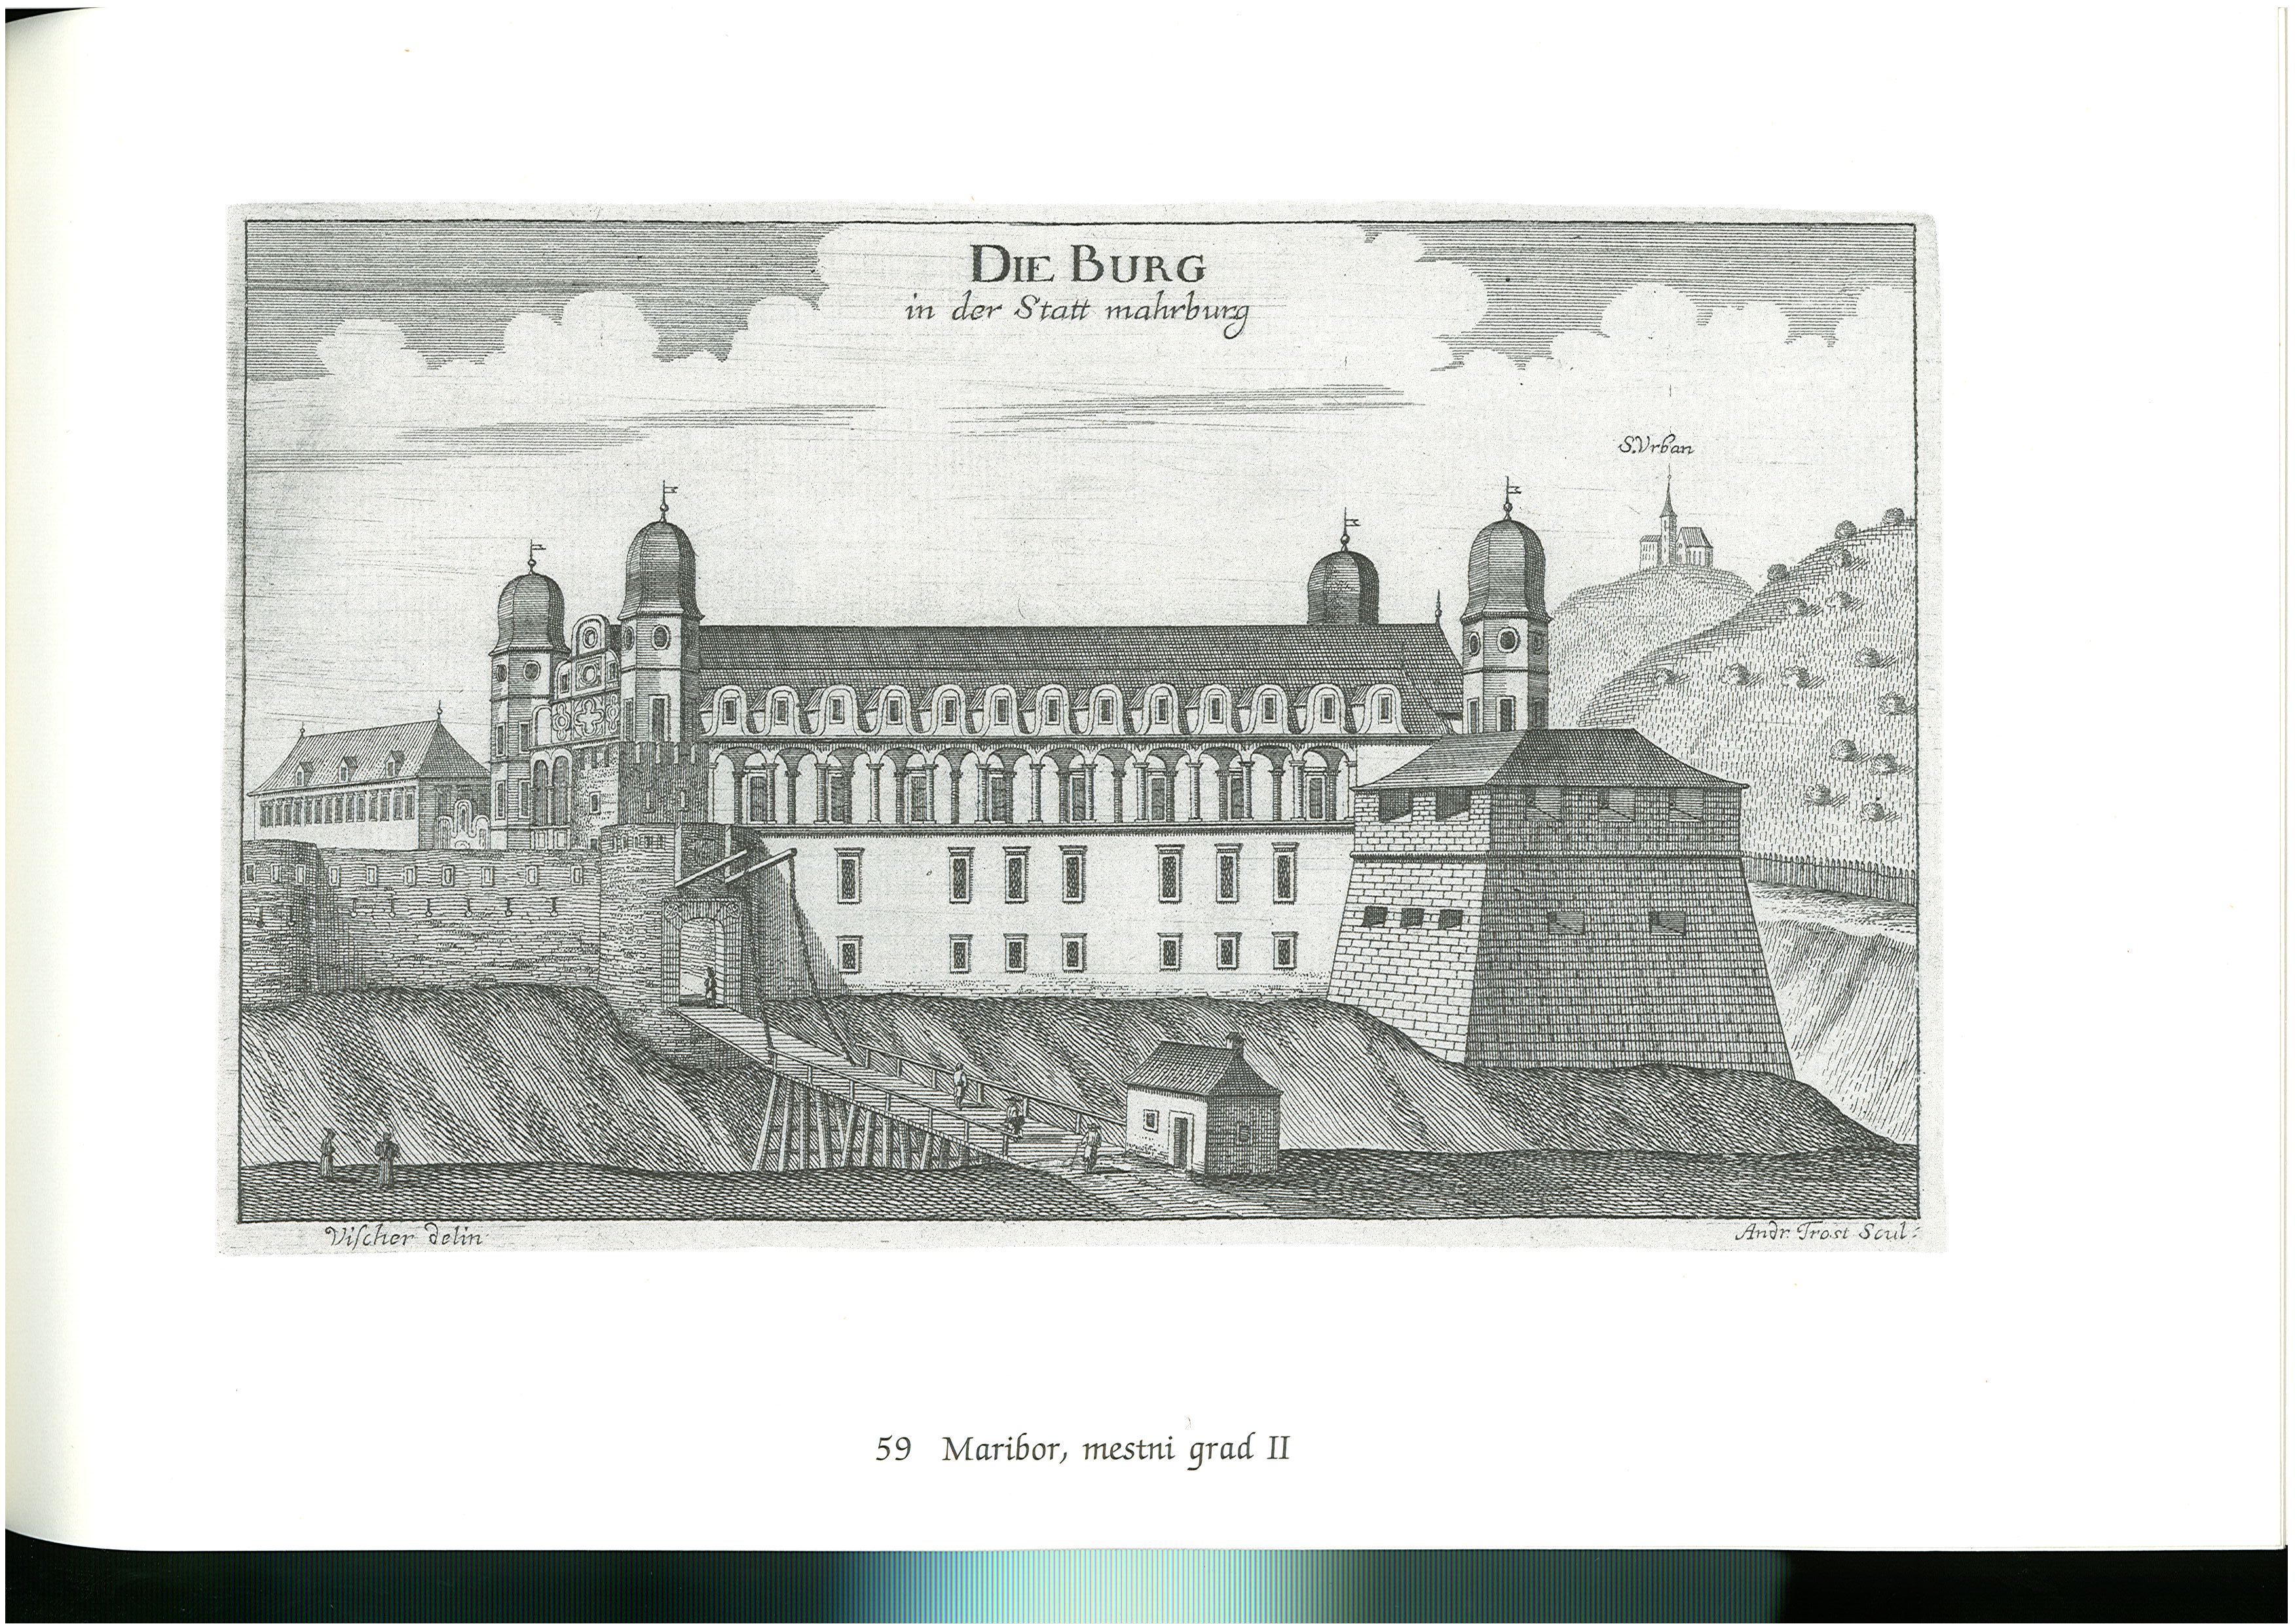 DIE BURG
in der Statt mahrburg
S. Vrban
Viſcher delin
Andr. Trost Scul:
59 Maribor, mestni grad II